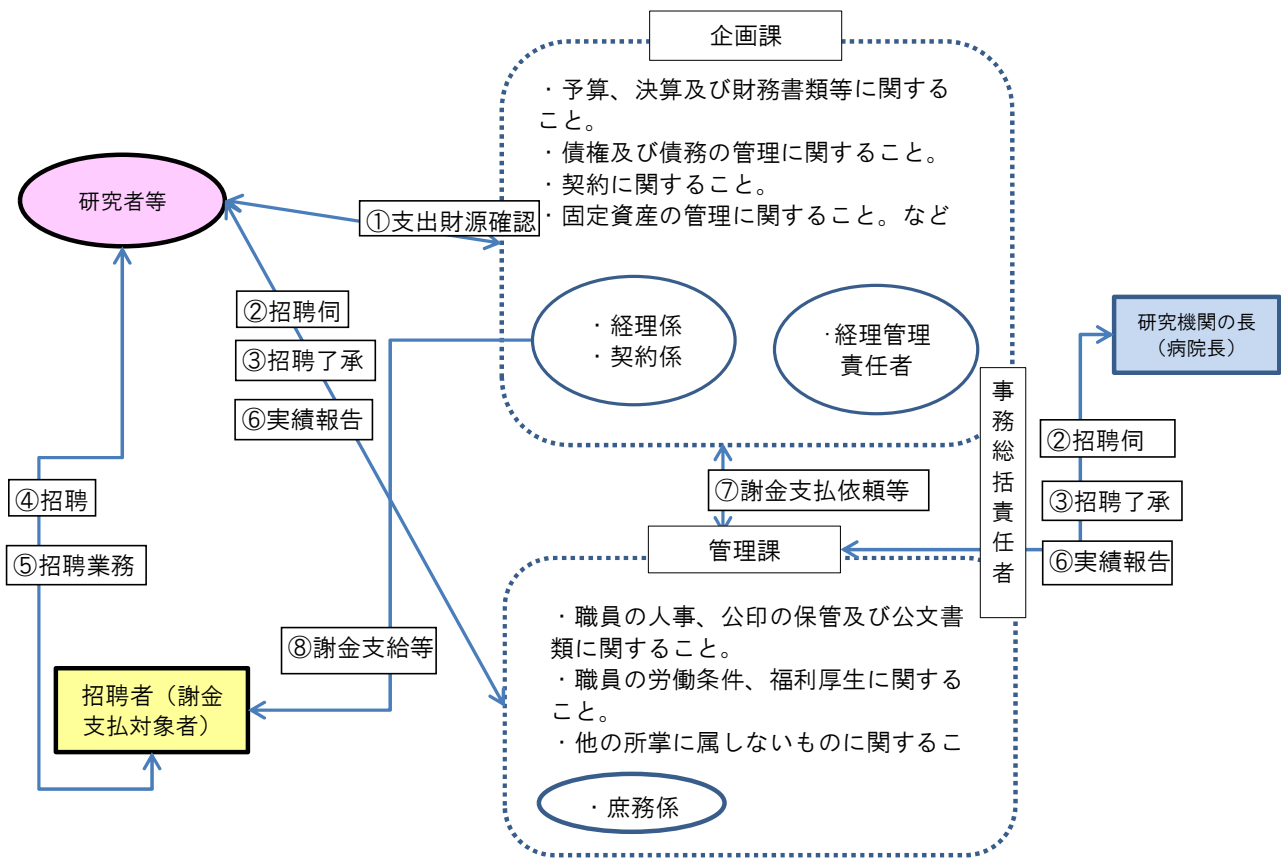 企画課
・予算、決算及び財務書類等に関する
こと。
・債権及び債務の管理に関すること。
・契約に関すること。
・固定資産の管理に関すること。など
研究者等
①支出財源確認
②招聘伺
③招聘了承
⑥実績報告
・経理係
・契約係
・経理管理
責任者
研究機関の長
（病院長）
事務総括責任者
②招聘伺
③招聘了承
⑥実績報告
④招聘
⑤招聘業務
⑦謝金支払依頼等
管理課
・職員の人事、公印の保管及び公文書
類に関すること。
・職員の労働条件、福利厚生に関する
こと。
・他の所掌に属しないものに関するこ
⑧謝金支給等
招聘者（謝金
支払対象者）
・庶務係